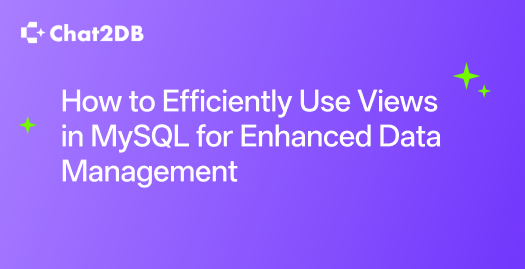 Chat2DB
How to Efficiently Use Views
in MySQL for Enhanced Data
Management